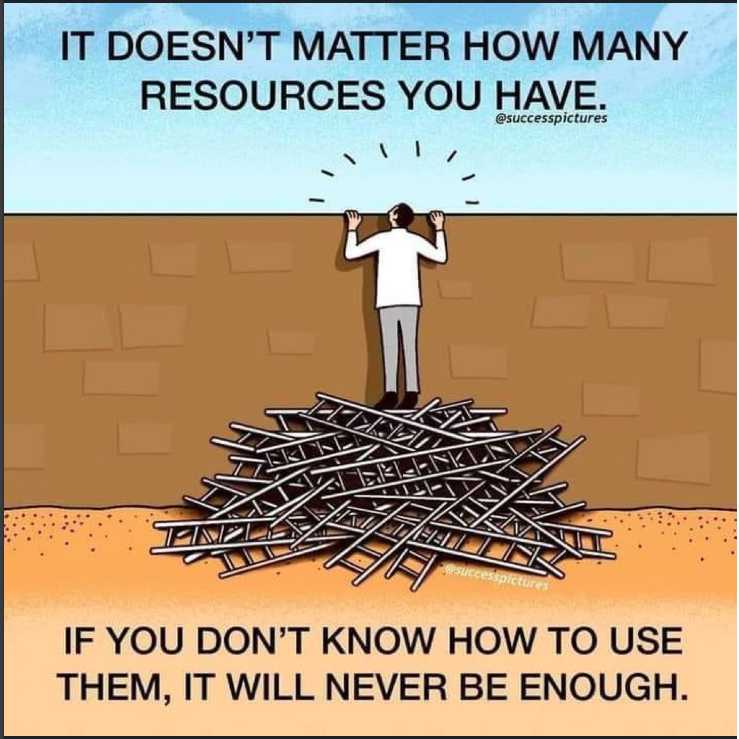 IT DOESN'T MATTER HOW MANY
RESOURCES YOU HAVE.
@successpictures
@successpictures
IF YOU DON'T KNOW HOW TO USE
THEM, IT WILL NEVER BE ENOUGH.